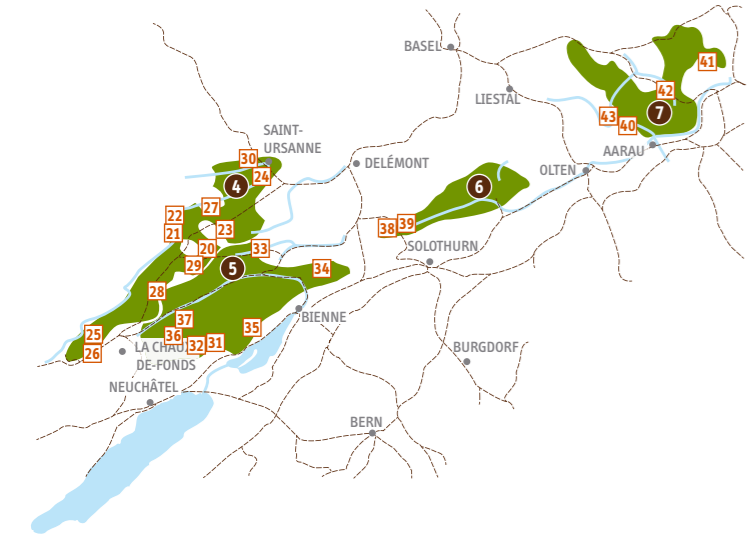 BASEL
41
LIESTAL
42
7
43
40
SAINT-
URSANNE
AARAU
30
DELÉMONT
24
4
OLTEN
6
27
22
23
21
38
39
20
33
SOLOTHURN
29
5
34
28
BIENNE
37
35
25
36
31
32
26
LA CHAUX-
DE-FONDS
BURGDORF
NEUCHÂTEL
BERN